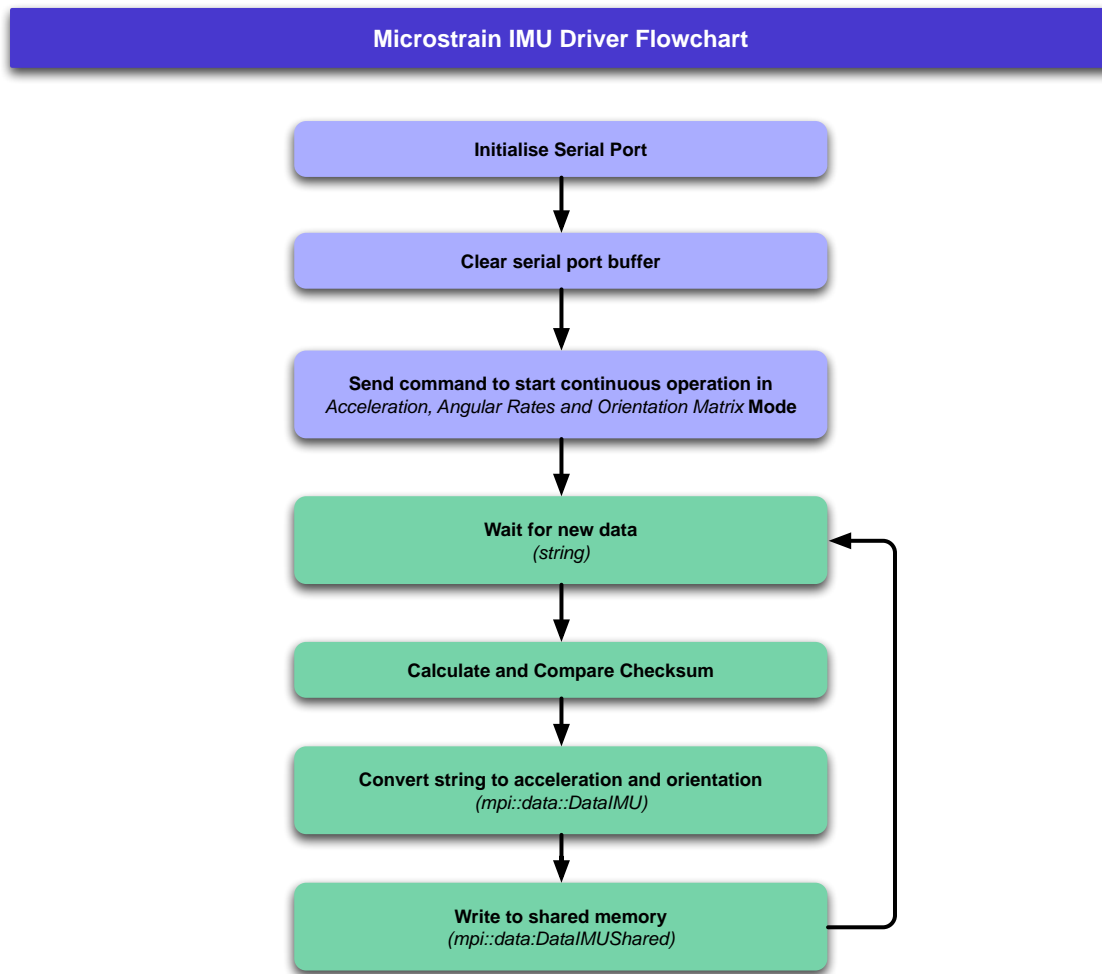 Microstrain IMU Driver Flowchart
Initialise Serial Port
Clear serial port buffer
Send command to start continuous operation in
Acceleration, Angular Rates and Orientation Matrix Mode
Wait for new data
(string)
Calculate and Compare Checksum
Convert string to acceleration and orientation
(mpi::data::DataIMU)
Write to shared memory
(mpi::data:DataIMUShared)